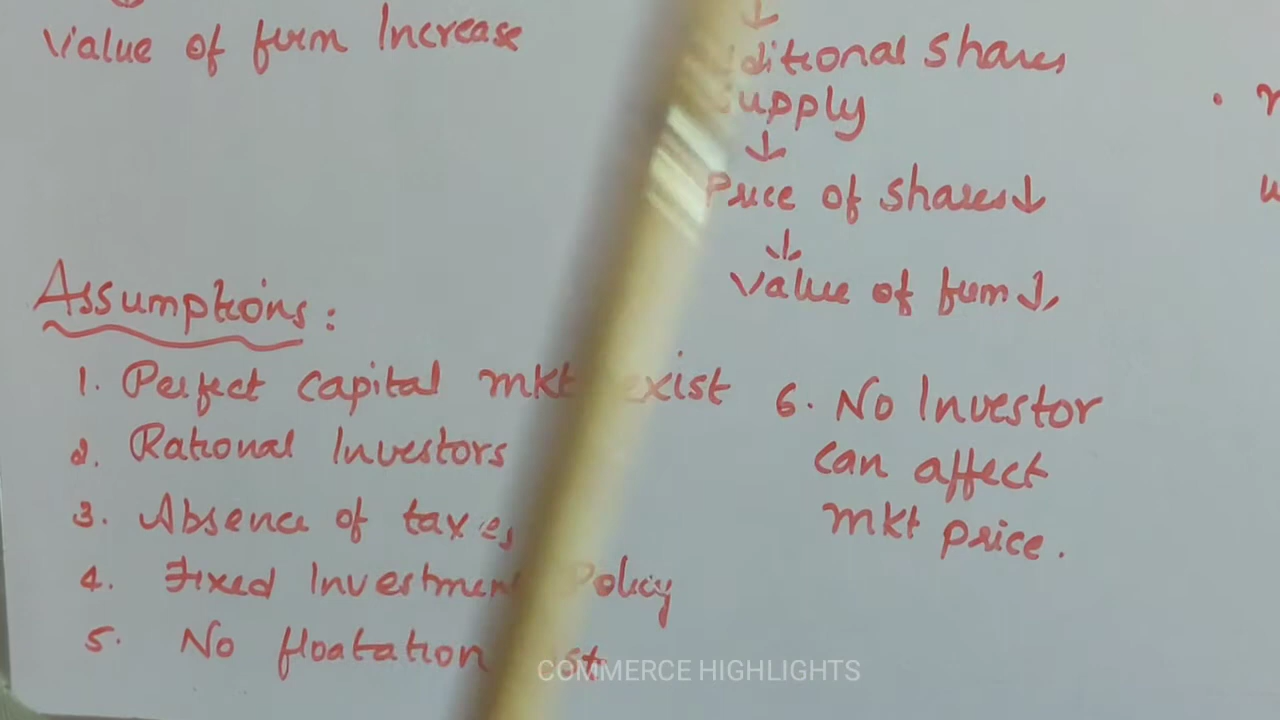 Value of firm Increase
ditional shares
upply
↓
Price of shares↓
↓
Value of firm↓
Assumptions:
1. Perfect capital mkt exist
2. Rational Investors
3. Absence of taxes
4. Fixed Investment Policy
5. No floatation
6. No Investor
can affect
mkt price.
COMMERCE HIGHLIGHTS